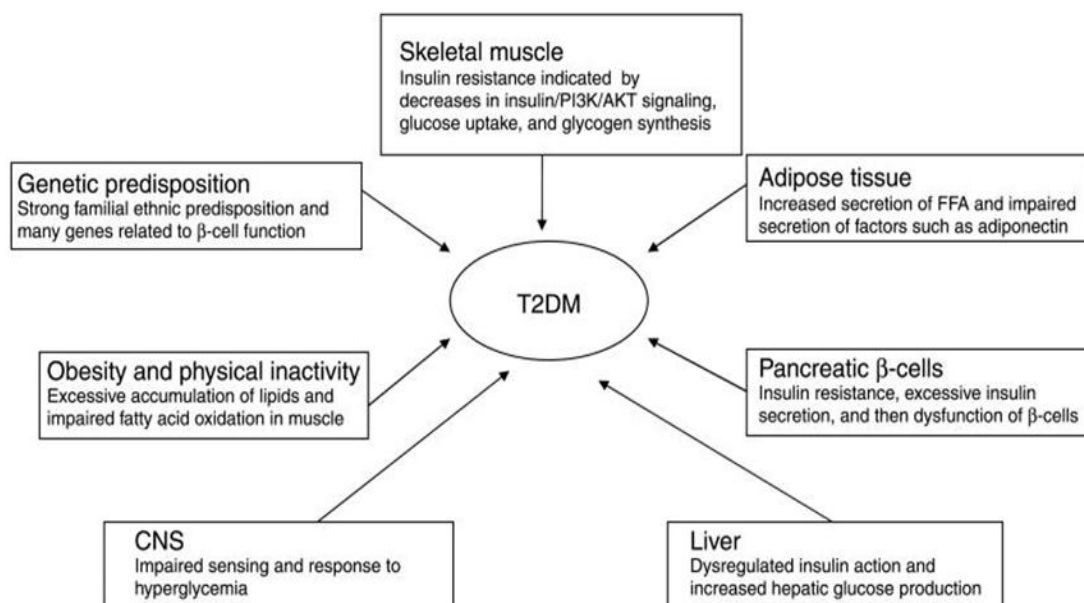 Skeletal muscle
Insulin resistance indicated by
decreases in insulin/PI3K/AKT signaling,
glucose uptake, and glycogen synthesis
Genetic predisposition
Strong familial ethnic predisposition and
many genes related to β-cell function
Adipose tissue
Increased secretion of FFA and impaired
secretion of factors such as adiponectin
T2DM
Obesity and physical inactivity
Excessive accumulation of lipids and
impaired fatty acid oxidation in muscle
Pancreatic β-cells
Insulin resistance, excessive insulin
secretion, and then dysfunction of β-cells
CNS
Impaired sensing and response to
hyperglycemia
Liver
Dysregulated insulin action and
increased hepatic glucose production